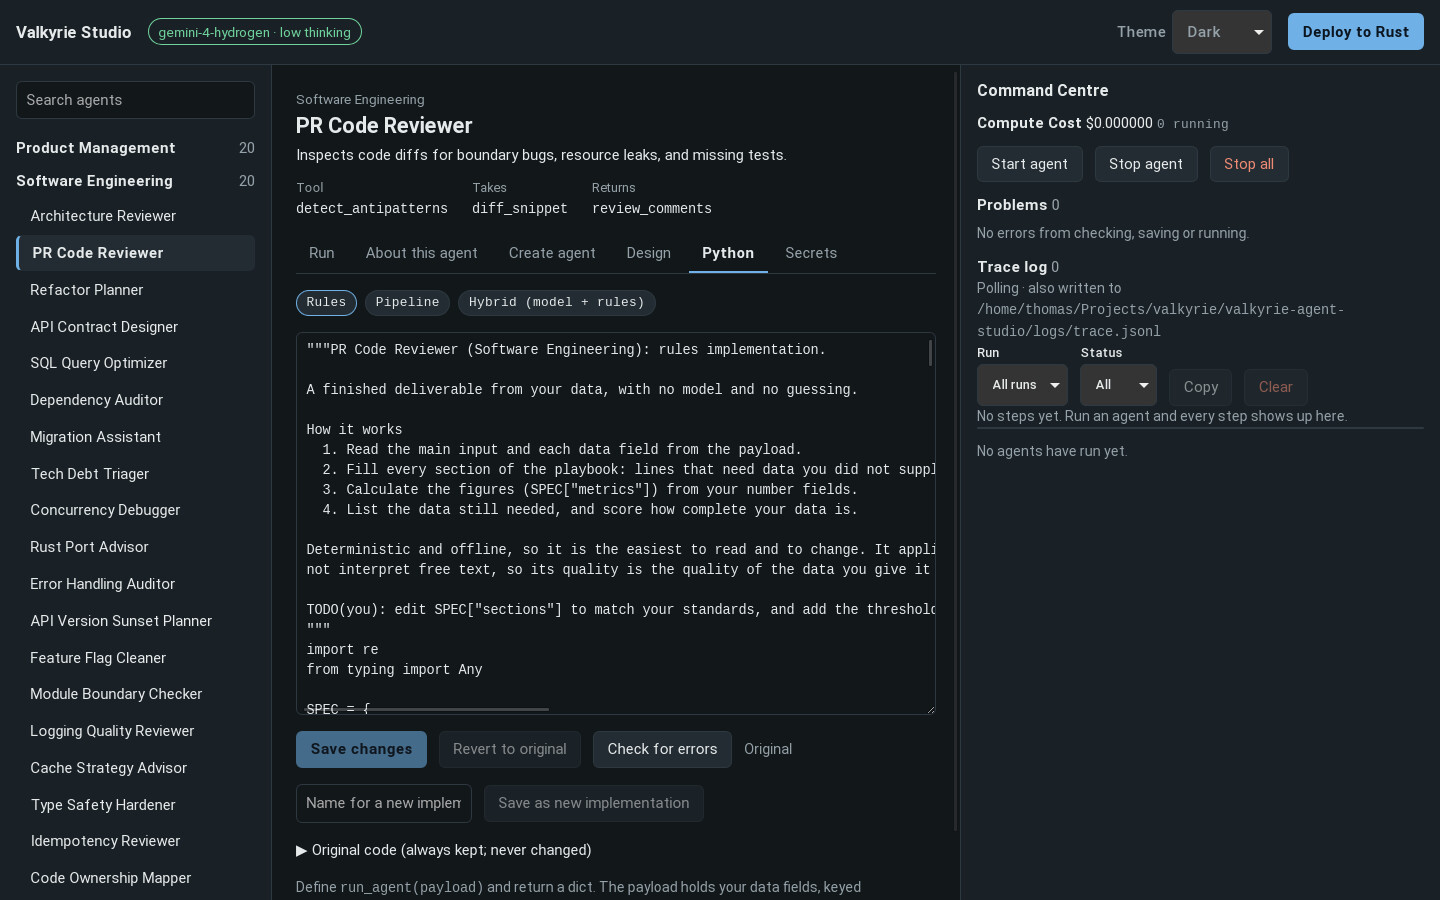 Valkyrie Studio
gemini-4-hydrogen · low thinking
Theme
Dark
Deploy to Rust
Search agents
Product Management 20
Software Engineering 20
Architecture Reviewer
PR Code Reviewer
Refactor Planner
API Contract Designer
SQL Query Optimizer
Dependency Auditor
Migration Assistant
Tech Debt Triager
Concurrency Debugger
Rust Port Advisor
Error Handling Auditor
API Version Sunset Planner
Feature Flag Cleaner
Module Boundary Checker
Logging Quality Reviewer
Cache Strategy Advisor
Type Safety Hardener
Idempotency Reviewer
Code Ownership Mapper
Software Engineering
PR Code Reviewer
Inspects code diffs for boundary bugs, resource leaks, and missing tests.
Tool Takes Returns
detect_antipatterns diff_snippet review_comments
Run About this agent Create agent Design Python Secrets
Rules Pipeline Hybrid (model + rules)
"""PR Code Reviewer (Software Engineering): rules implementation.
A finished deliverable from your data, with no model and no guessing.
How it works
1. Read the main input and each data field from the payload.
2. Fill every section of the playbook: lines that need data you did not suppl
3. Calculate the figures (SPEC["metrics"]) from your number fields.
4. List the data still needed, and score how complete your data is.
Deterministic and offline, so it is the easiest to read and to change. It appli
not interpret free text, so its quality is the quality of the data you give it
TODO(you): edit SPEC["sections"] to match your standards, and add the threshold
"""
import re
from typing import Any
SPEC = {
Save changes Revert to original Check for errors Original
Name for a new implem Save as new implementation
▶ Original code (always kept; never changed)
Define run_agent(payload) and return a dict. The payload holds your data fields, keyed
Command Centre
Compute Cost $0.000000 0 running
Start agent Stop agent Stop all
Problems 0
No errors from checking, saving or running.
Trace log 0
Polling · also written to
/home/thomas/Projects/valkyrie/valkyrie-agent-
studio/logs/trace.jsonl
Run Status
All runs All Copy Clear
No steps yet. Run an agent and every step shows up here.
No agents have run yet.